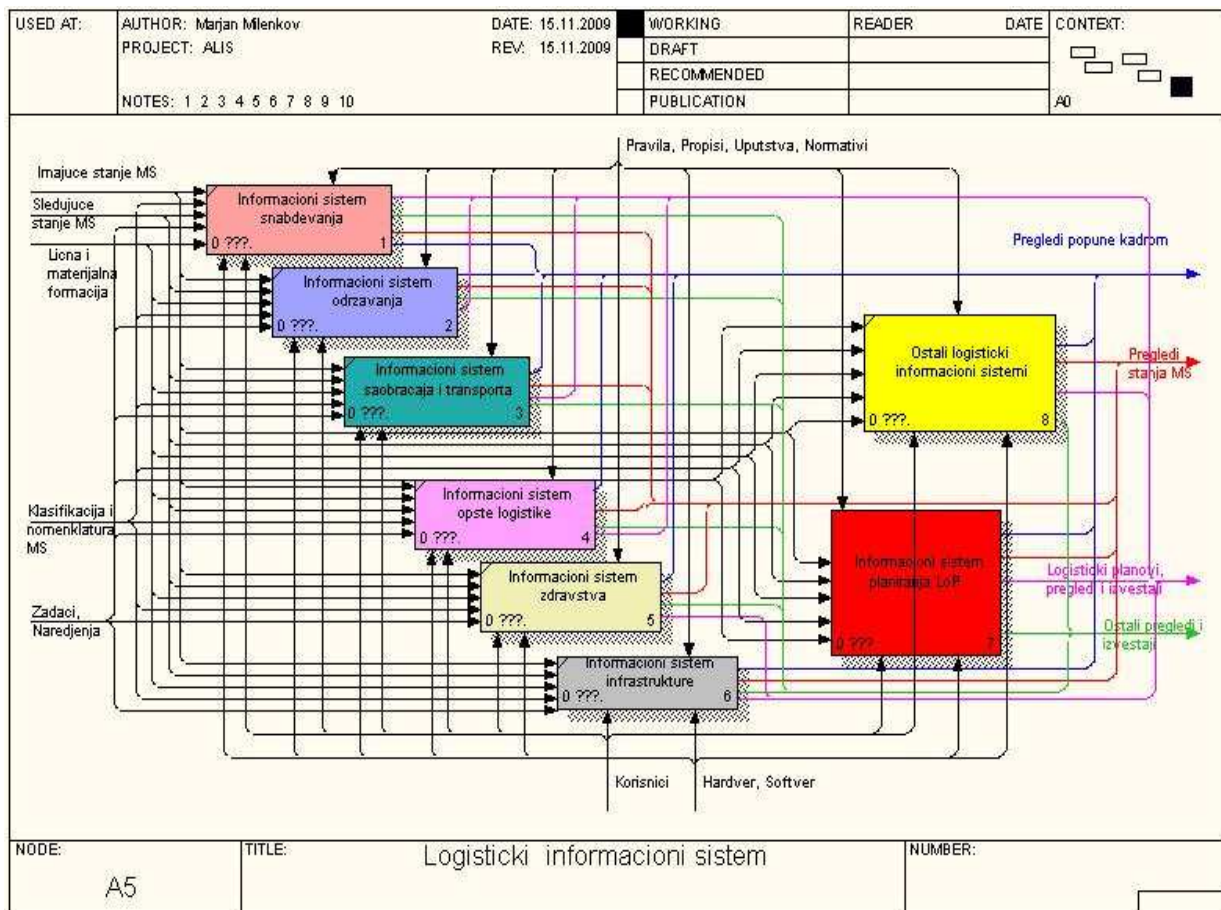 USED AT:
AUTHOR: Marjan Milenkov
DATE: 15.11.2009
PROJECT: ALIS
REV: 15.11.2009
NOTES: 1 2 3 4 5 6 7 8 9 10
WORKING
DRAFT
RECOMMENDED
PUBLICATION
READER
DATE
CONTEXT:
A0
Pravila, Propisi, Uputstva, Normativi
Imajuce stanje MS
Sledujuce
stanje MS
Licna i
materijalna
formacija
Klasifikacija i
nomenklatura
MS
Zadaci,
Naredjenja
Informacioni sistem
snabdevanja
0 ???.
1
Informacioni sistem
odrzavanja
0 ???.
2
Informacioni sistem
saobracaja i transporta
0 ???.
3
Informacioni sistem
opste logistike
0 ???.
4
Informacioni sistem
zdravstva
0 ???.
5
Informacioni sistem
infrastrukture
0 ???.
6
Ostali logisticki
informacioni sistemi
0 ???.
8
Informacioni sistem
planiranja LoP
0 ???
7
Pregledi popune kadrom
Pregledi
stanja MS
Logisticki planovi,
pregledi i izvestaji
Ostali pregledi i
izvestaji
Korisnici
Hardver, Softver
NODE:
A5
TITLE:
Logisticki informacioni sistem
NUMBER: